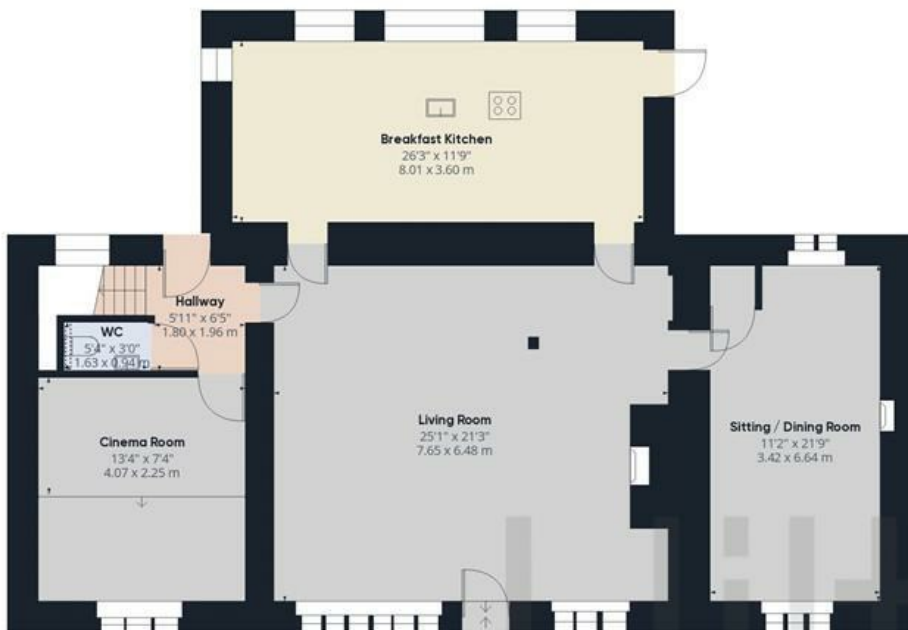 Breakfast Kitchen
26'3" x 11'9"
8.01 x 3.60 m
Hallway
5'11" x 6'5"
1.80 x 1.96 m
WC
5'4" x 3'0"
1.63 x 0.94 m
Living Room
25'1" x 21'3"
7.65 x 6.48 m
Sitting / Dining Room
11'2" x 21'9"
3.42 x 6.64 m
Cinema Room
13'4" x 7'4"
4.07 x 2.25 m